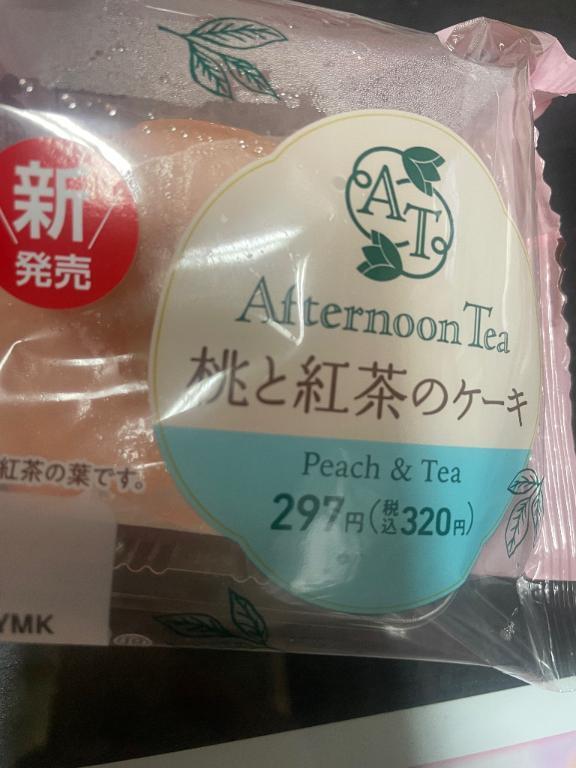 新
発売
AT
Afternoon Tea
桃と紅茶のケーキ
Peach & Tea
297円(税込320円)
紅茶の葉です。
YMK